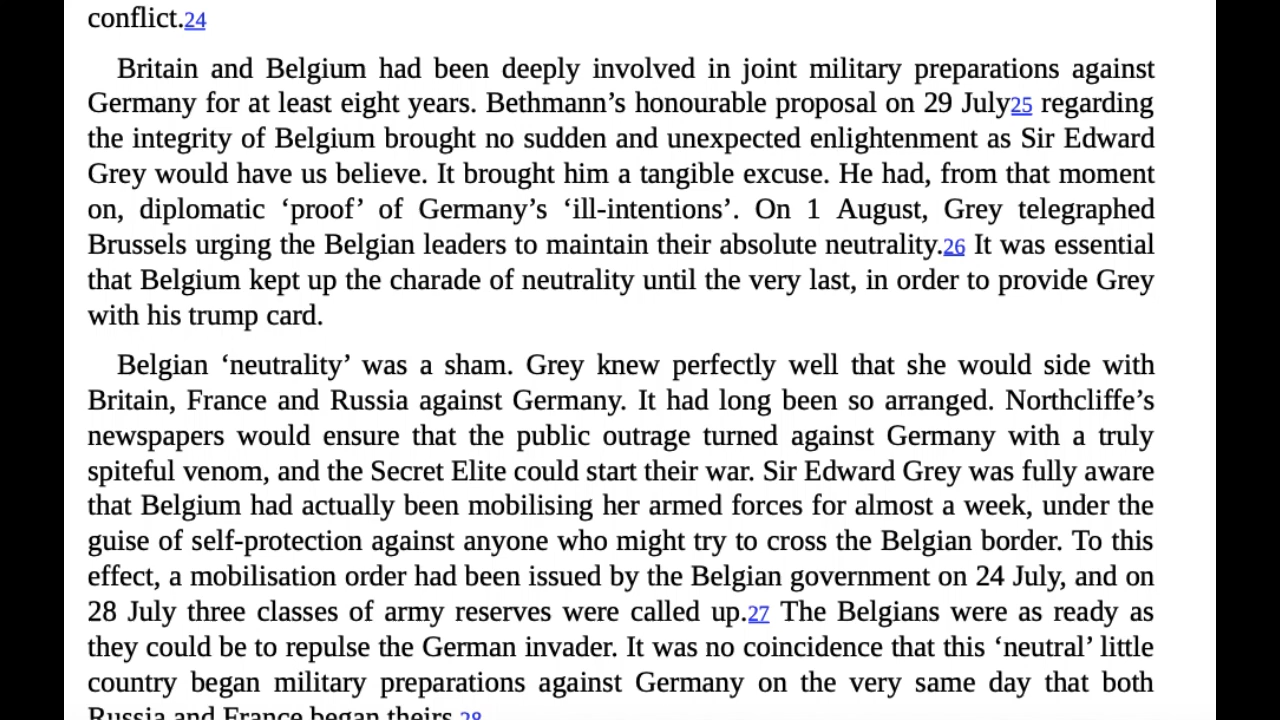 conflict.24
Britain and Belgium had been deeply involved in joint military preparations against
Germany for at least eight years. Bethmann’s honourable proposal on 29 July25 regarding
the integrity of Belgium brought no sudden and unexpected enlightenment as Sir Edward
Grey would have us believe. It brought him a tangible excuse. He had, from that moment
on, diplomatic ‘proof’ of Germany’s ‘ill-intentions’. On 1 August, Grey telegraphed
Brussels urging the Belgian leaders to maintain their absolute neutrality.26 It was essential
that Belgium kept up the charade of neutrality until the very last, in order to provide Grey
with his trump card.
Belgian ‘neutrality’ was a sham. Grey knew perfectly well that she would side with
Britain, France and Russia against Germany. It had long been so arranged. Northcliffe’s
newspapers would ensure that the public outrage turned against Germany with a truly
spiteful venom, and the Secret Elite could start their war. Sir Edward Grey was fully aware
that Belgium had actually been mobilising her armed forces for almost a week, under the
guise of self-protection against anyone who might try to cross the Belgian border. To this
effect, a mobilisation order had been issued by the Belgian government on 24 July, and on
28 July three classes of army reserves were called up.27 The Belgians were as ready as
they could be to repulse the German invader. It was no coincidence that this ‘neutral’ little
country began military preparations against Germany on the very same day that both
Russia and France began theirs.28